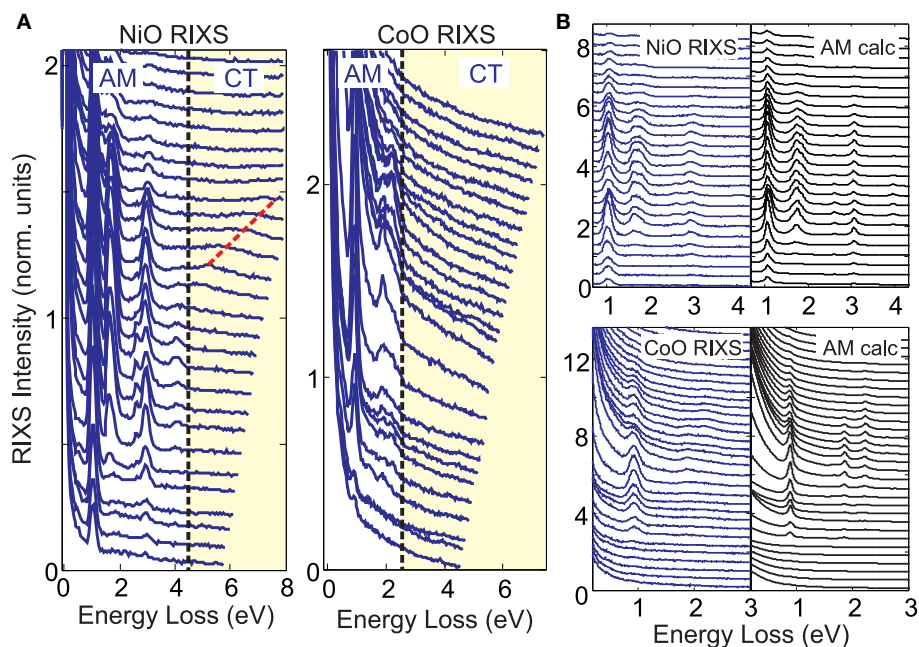 A
NiO RIXS
CoO RIXS
AM
CT
AM
CT
RIXS Intensity (norm. units)
2
1
0
0
2
4
6
8
2
1
0
0
2
4
6
Energy Loss (eV)
Energy Loss (eV)
B
NiO RIXS
AM calc
8
6
4
2
0
1
2
3
4
1
2
3
4
CoO RIXS
AM calc
12
8
4
0
1
2
3
1
2
3
Energy Loss (eV)